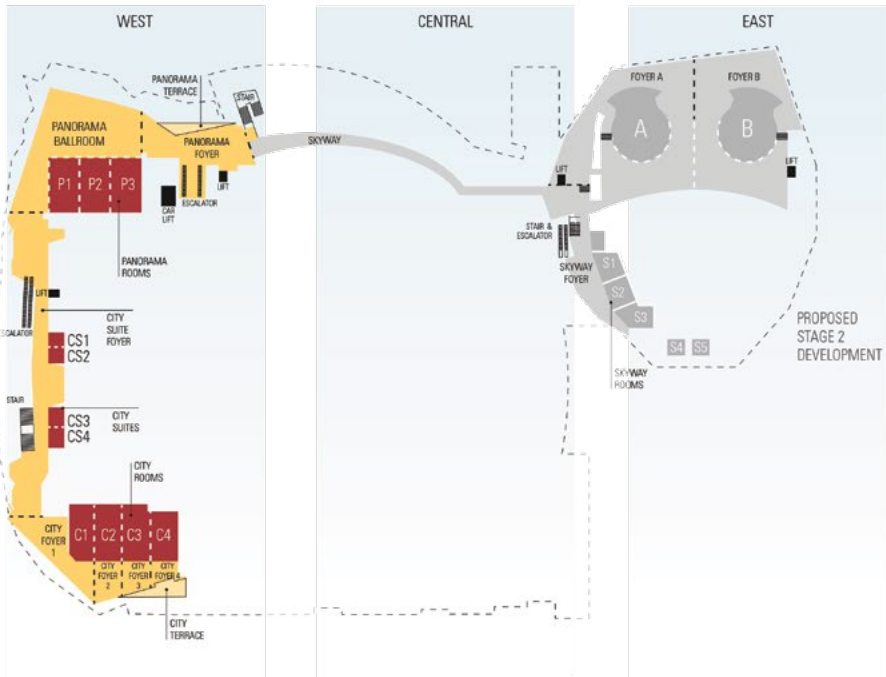 WEST
CENTRAL
EAST
PANORAMA
TERRACE
STAIR
FOYER A
FOYER B
PANORAMA
BALLROOM
PANORAMA
FOYER
SKYWAY
A
B
P1
P2
P3
LIFT
CAR
LIFT
ESCALATOR
LIFT
LIFT
STAIR &
ESCALATOR
SKYWAY
FOYER
PANORAMA
ROOMS
S1
S2
S3
S4
S5
SKYWAY
ROOMS
PROPOSED
STAGE 2
DEVELOPMENT
LIFT
ESCALATOR
CITY
SUITE
FOYER
CS1
CS2
STAIR
CS3
CS4
CITY
SUITES
CITY
ROOMS
CITY
FOYER
1
C1
C2
C3
C4
CITY
FOYER
2
CITY
FOYER
3
CITY
FOYER 4
CITY
TERRACE